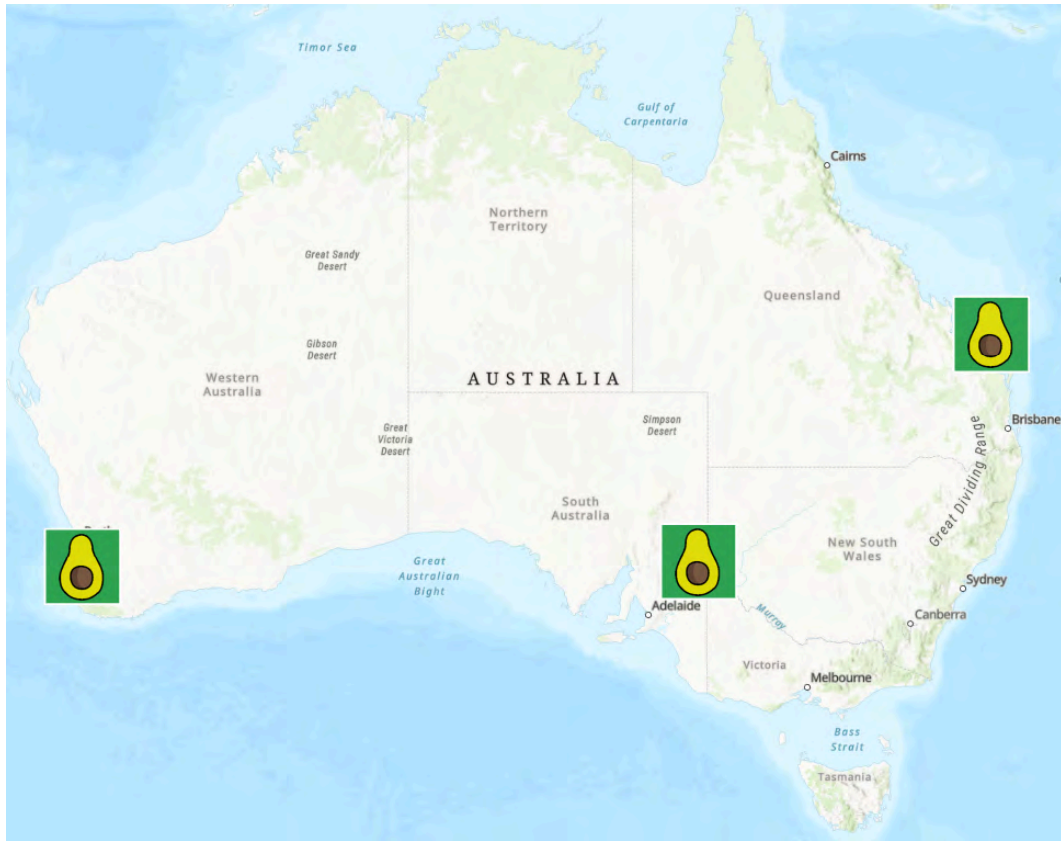 Timor Sea
Gulf of
Carpentaria
Cairns
Northern
Territory
Great Sandy
Desert
Queensland
Gibson
Desert
Western
Australia
AUSTRALIA
Great
Victoria
Desert
Simpson
Desert
Brisbane
Great Dividing Range
South
Australia
New South
Wales
Great
Australian
Bight
Sydney
Adelaide
Murray
Canberra
Victoria
Melbourne
Bass
Strait
Tasmania